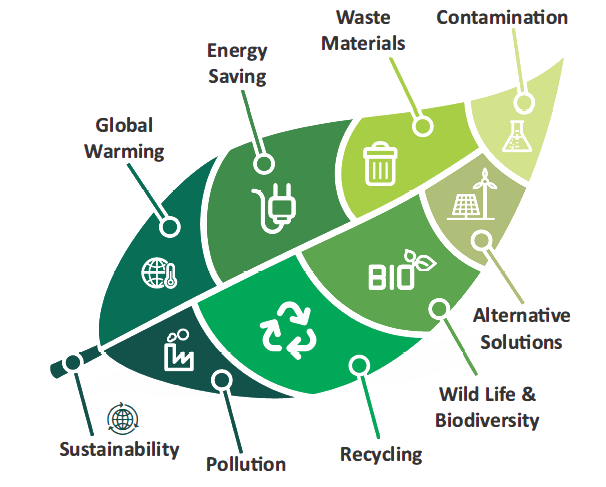 Contamination
Waste
Materials
Energy
Saving
Global
Warming
BIO
Alternative
Solutions
Wild Life &
Biodiversity
Recycling
Pollution
Sustainability